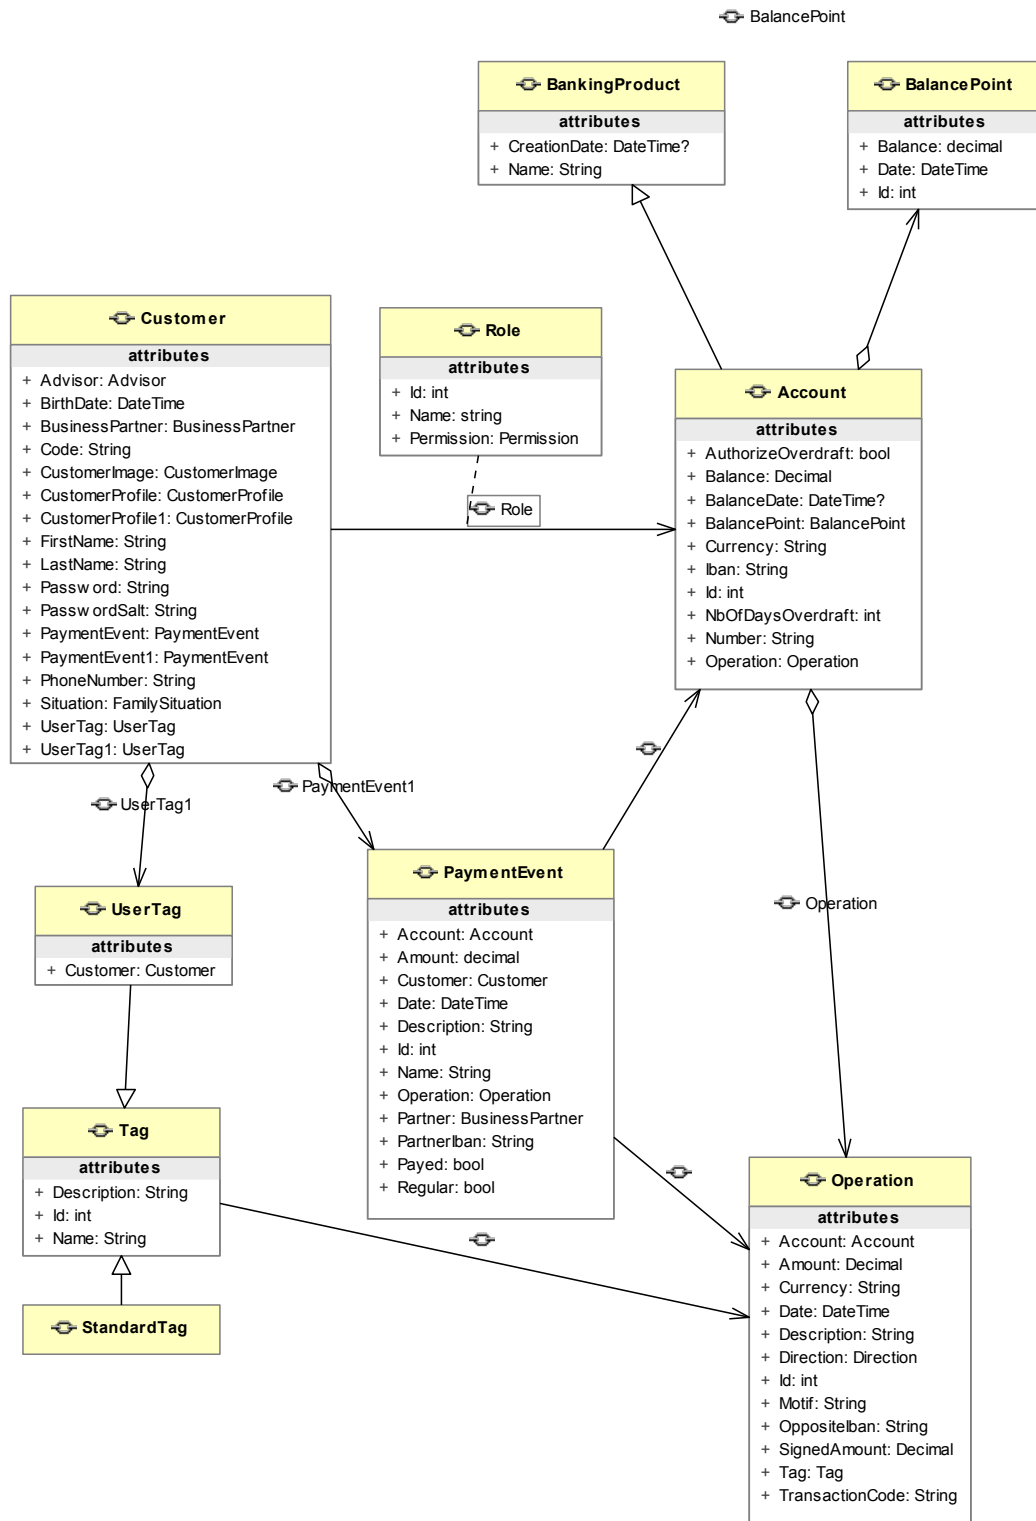 BalancePoint
BankingProduct
attributes
+ CreationDate: DateTime?
+ Name: String
BalancePoint
attributes
+ Balance: decimal
+ Date: DateTime
+ Id: int
Customer
attributes
+ Advisor: Advisor
+ BirthDate: DateTime
+ BusinessPartner: BusinessPartner
+ Code: String
+ CustomerImage: CustomerImage
+ CustomerProfile: CustomerProfile
+ CustomerProfile1: CustomerProfile
+ FirstName: String
+ LastName: String
+ Password: String
+ PasswordSalt: String
+ PaymentEvent: PaymentEvent
+ PaymentEvent1: PaymentEvent
+ PhoneNumber: String
+ Situation: FamilySituation
+ UserTag: UserTag
+ UserTag1: UserTag
Role
attributes
+ Id: int
+ Name: string
+ Permission: Permission
Role
Account
attributes
+ AuthorizeOverdraft: bool
+ Balance: Decimal
+ BalanceDate: DateTime?
+ BalancePoint: BalancePoint
+ Currency: String
+ Iban: String
+ Id: int
+ NbOfDaysOverdraft: int
+ Number: String
+ Operation: Operation
UserTag1
PaymentEvent1
UserTag
attributes
+ Customer: Customer
PaymentEvent
attributes
+ Account: Account
+ Amount: decimal
+ Customer: Customer
+ Date: DateTime
+ Description: String
+ Id: int
+ Name: String
+ Operation: Operation
+ Partner: BusinessPartner
+ PartnerIban: String
+ Payed: bool
+ Regular: bool
Operation
Tag
attributes
+ Description: String
+ Id: int
+ Name: String
StandardTag
Operation
attributes
+ Account: Account
+ Amount: Decimal
+ Currency: String
+ Date: DateTime
+ Description: String
+ Direction: Direction
+ Id: int
+ Motif: String
+ OppositeIban: String
+ SignedAmount: Decimal
+ Tag: Tag
+ TransactionCode: String